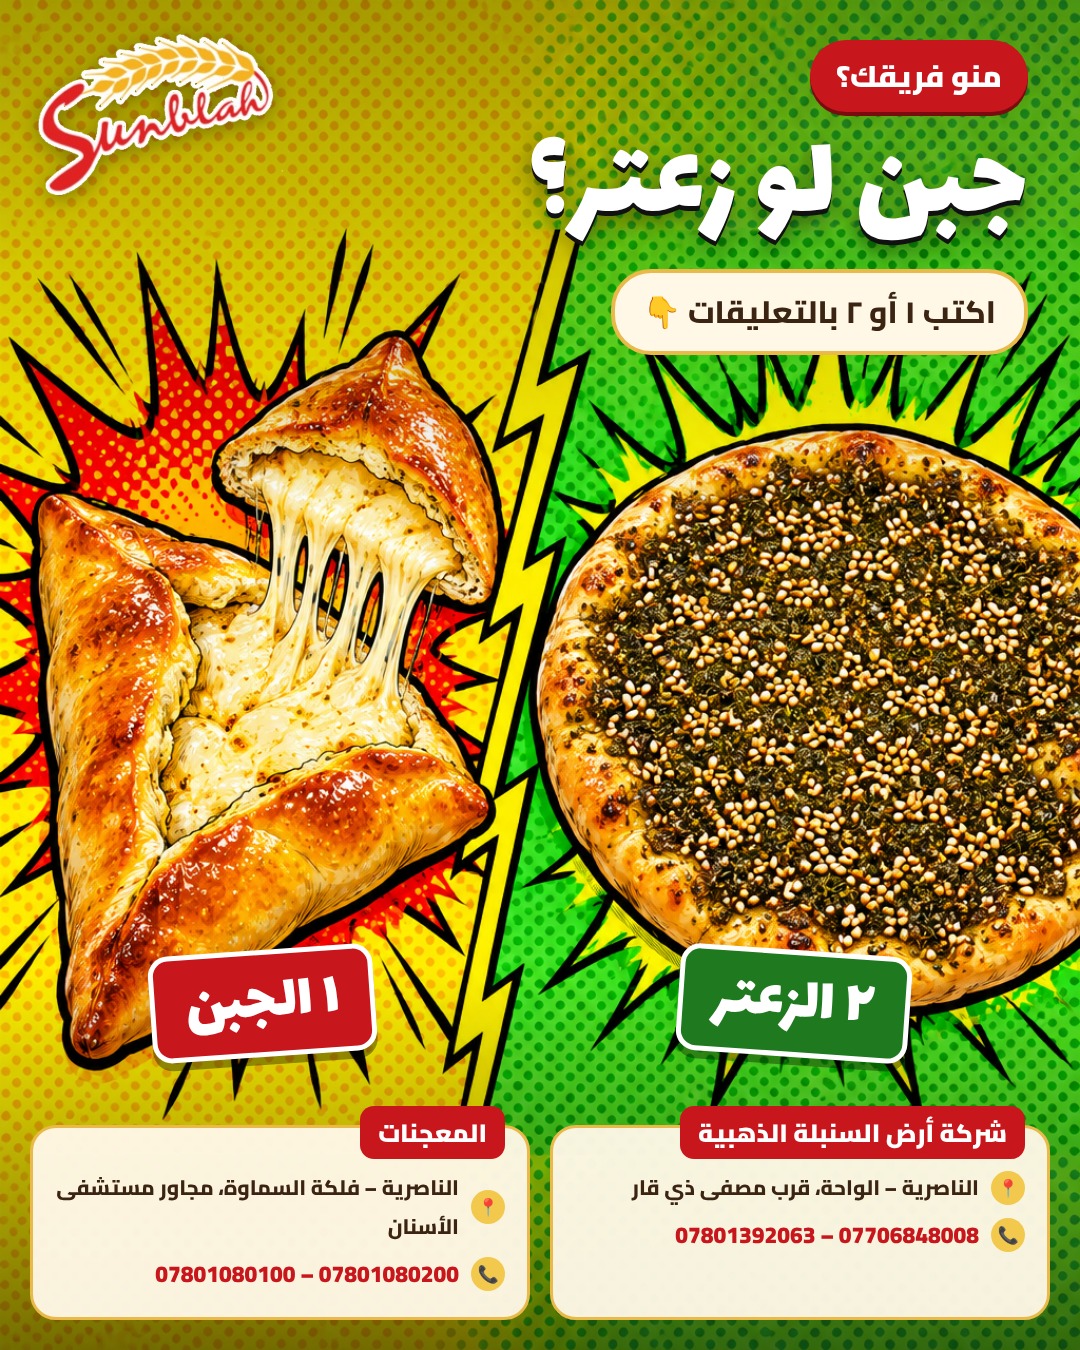 Sunblah
منو فريقك؟
جبن لو زعتر؟
اكتب ١ أو ٢ بالتعليقات 👇
١ الجبن
٢ الزعتر
شركة أرض السنبلة الذهبية
الناصرية – الواحة، قرب مصفى ذي قار
07801392063 – 07706848008
المعجنات
الناصرية – فلكة السماوة، مجاور مستشفى
الأسنان
07801080100 – 07801080200